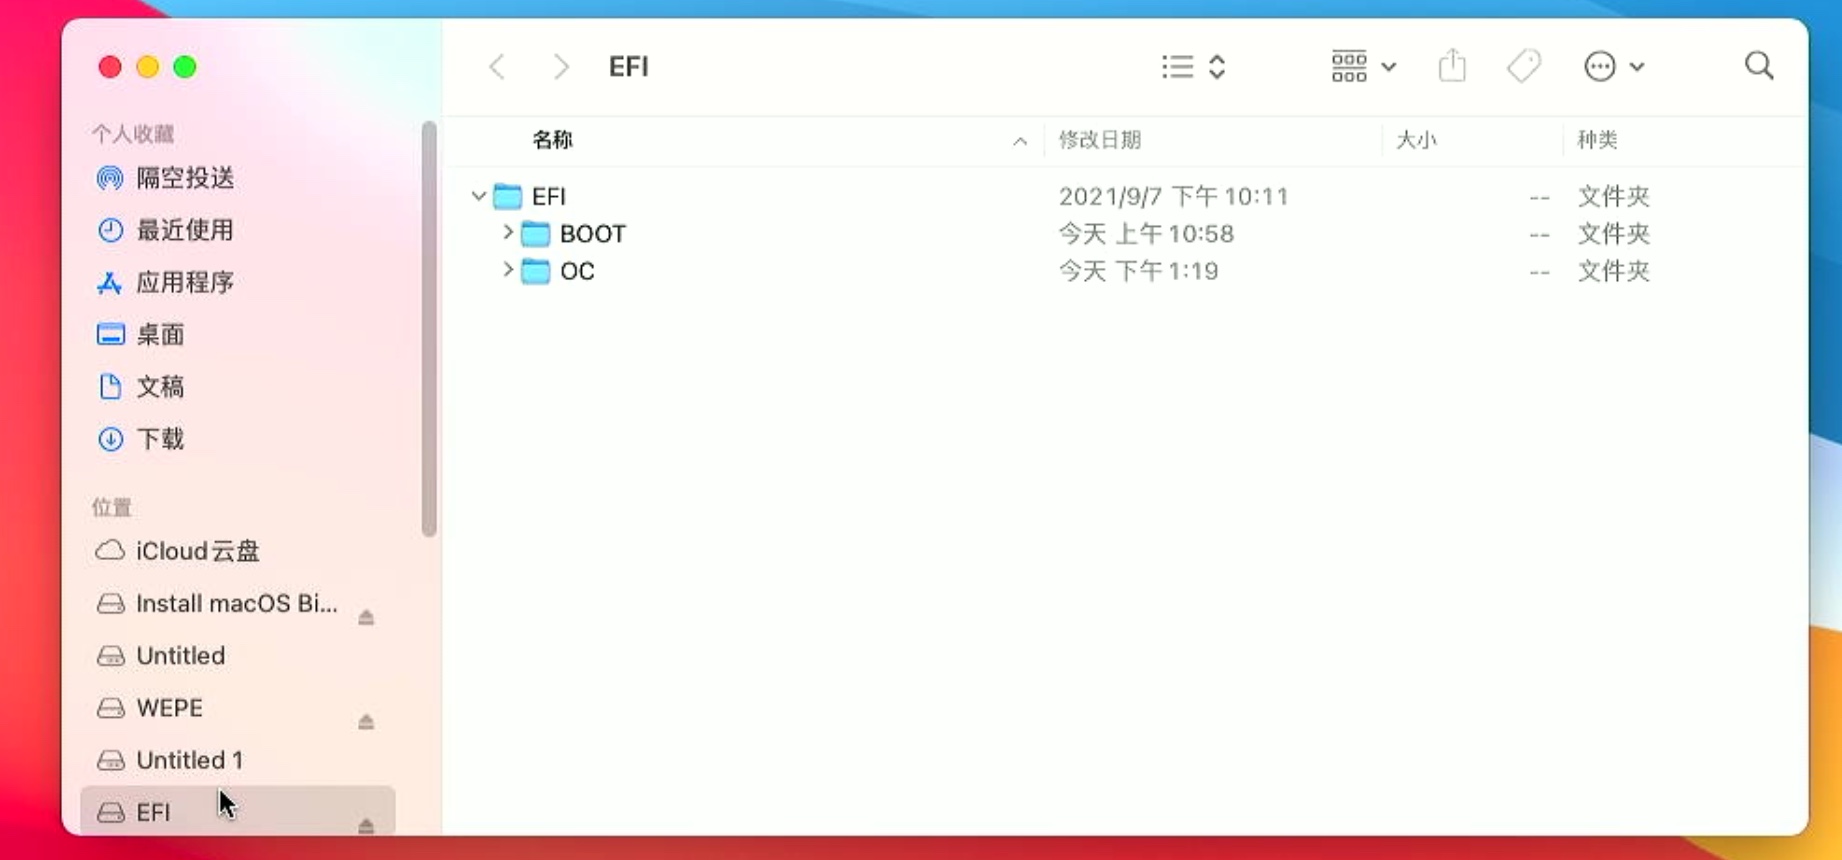 EFI
个人收藏
隔空投送
最近使用
应用程序
桌面
文稿
下载
位置
iCloud云盘
Install macOS Bi...
Untitled
WEPE
Untitled 1
EFI
名称 修改日期 大小 种类
EFI 2021/9/7 下午10:11 -- 文件夹
BOOT 今天 上午10:58 -- 文件夹
OC 今天 下午1:19 -- 文件夹